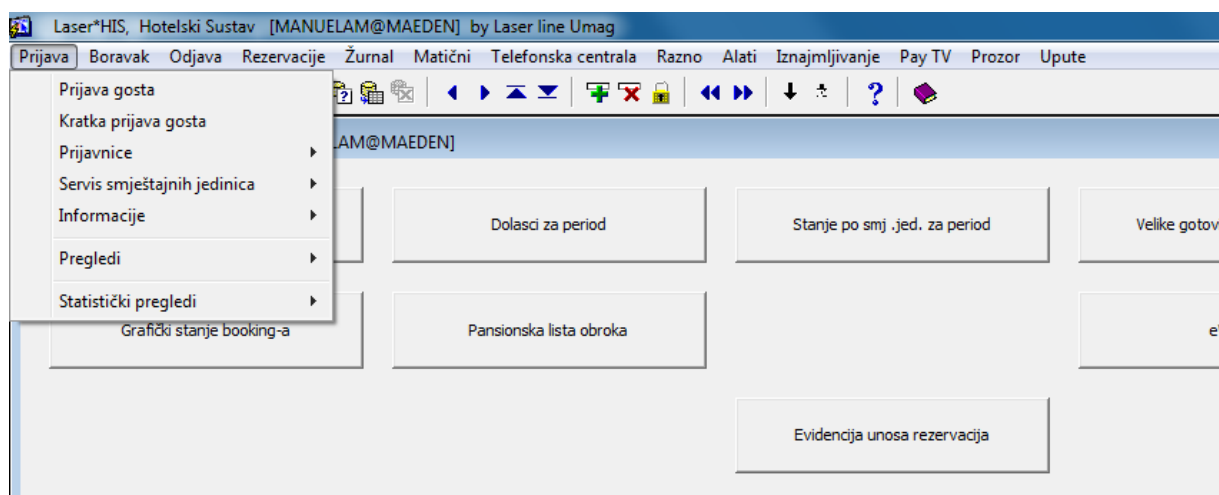 Laser*HIS, Hotelski Sustav [MANUELAM@MAEDEN] by Laser line Umag
Prijava Boravak Odjava Rezervacije Žurnal Matični Telefonska centrala Razno Alati Iznajmljivanje Pay TV Prozor Upute
Prijava gosta
Kratka prijava gosta
Prijavnice
Servis smještajnih jedinica
Informacije
Pregledi
Statistički pregledi
LAM@MAEDEN]
Dolasci za period
Stanje po smj .jed. za period
Velike gotov
Grafički stanje booking-a
Pansionska lista obroka
e
Evidencija unosa rezervacija